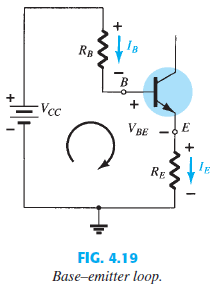 +
R_B
I_B
−
B
+
V_CC
−
+
V_BE
−
E
+
R_E
I_E
−
FIG. 4.19
Base–emitter loop.